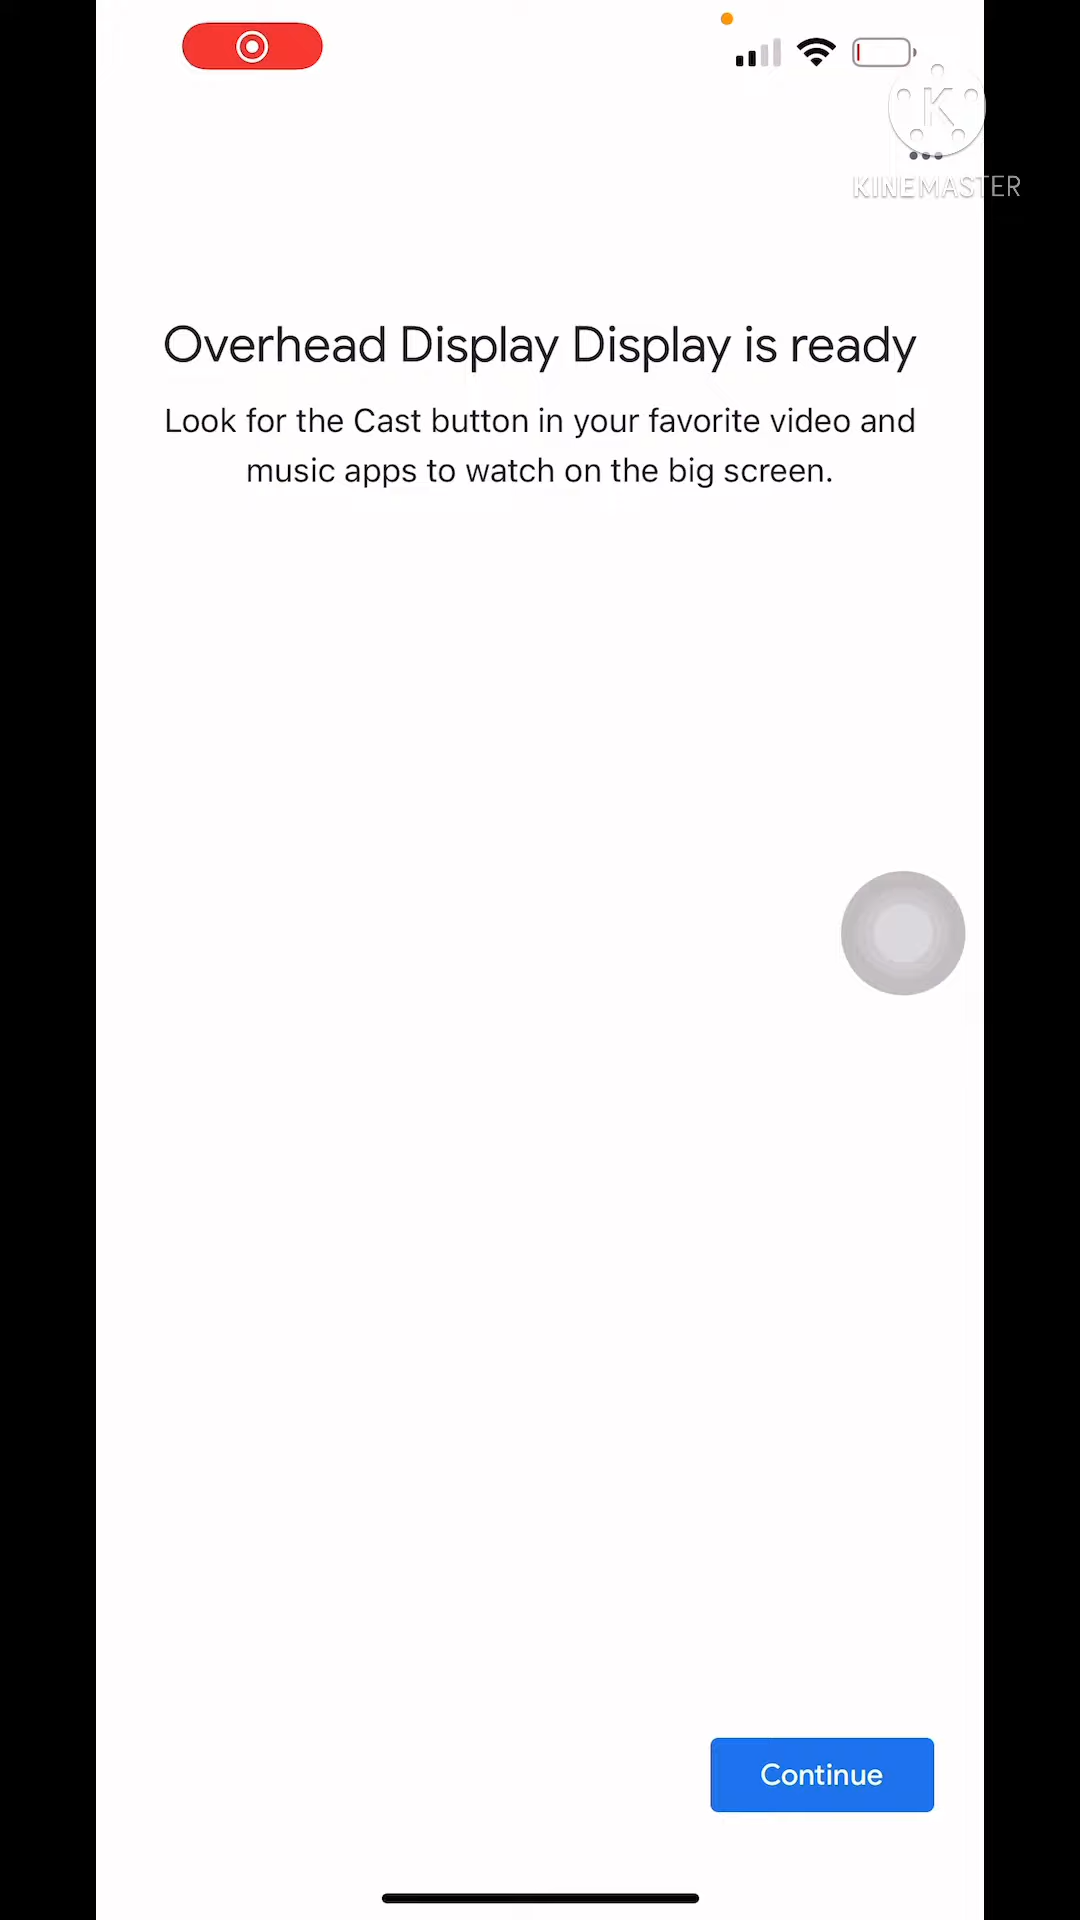 KINEMASTER
Overhead Display Display is ready
Look for the Cast button in your favorite video and
music apps to watch on the big screen.
Continue